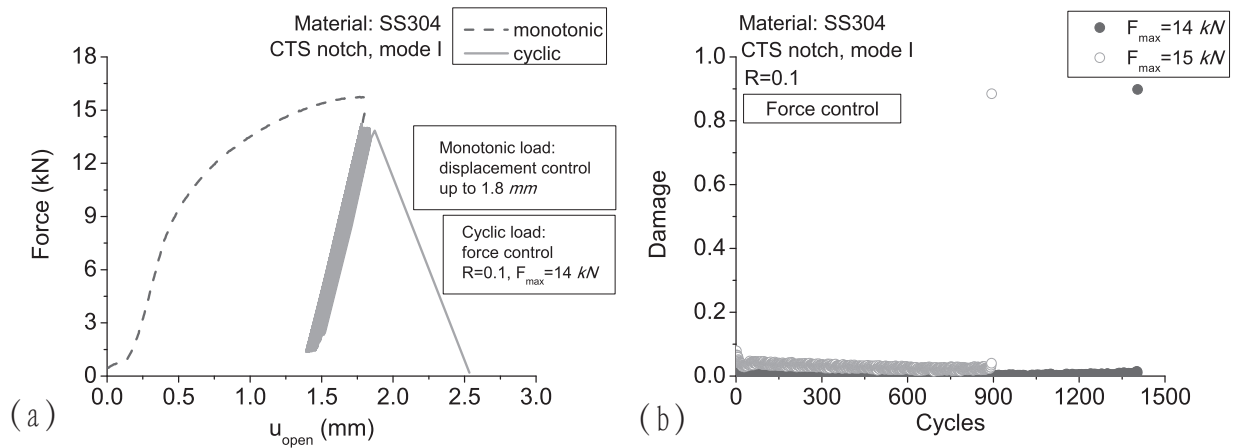 Material: SS304
CTS notch, mode I
monotonic
cyclic
18
15
12
9
6
3
0
Force (kN)
Monotonic load:
displacement control
up to 1.8 mm
Cyclic load:
force control
R=0.1, Fmax=14 kN
0.0 0.5 1.0 1.5 2.0 2.5 3.0
uopen (mm)
(a)
Material: SS304
CTS notch, mode I
R=0.1
Force control
Fmax=14 kN
Fmax=15 kN
1.0
0.8
0.6
0.4
0.2
0.0
Damage
0 300 600 900 1200 1500
Cycles
(b)